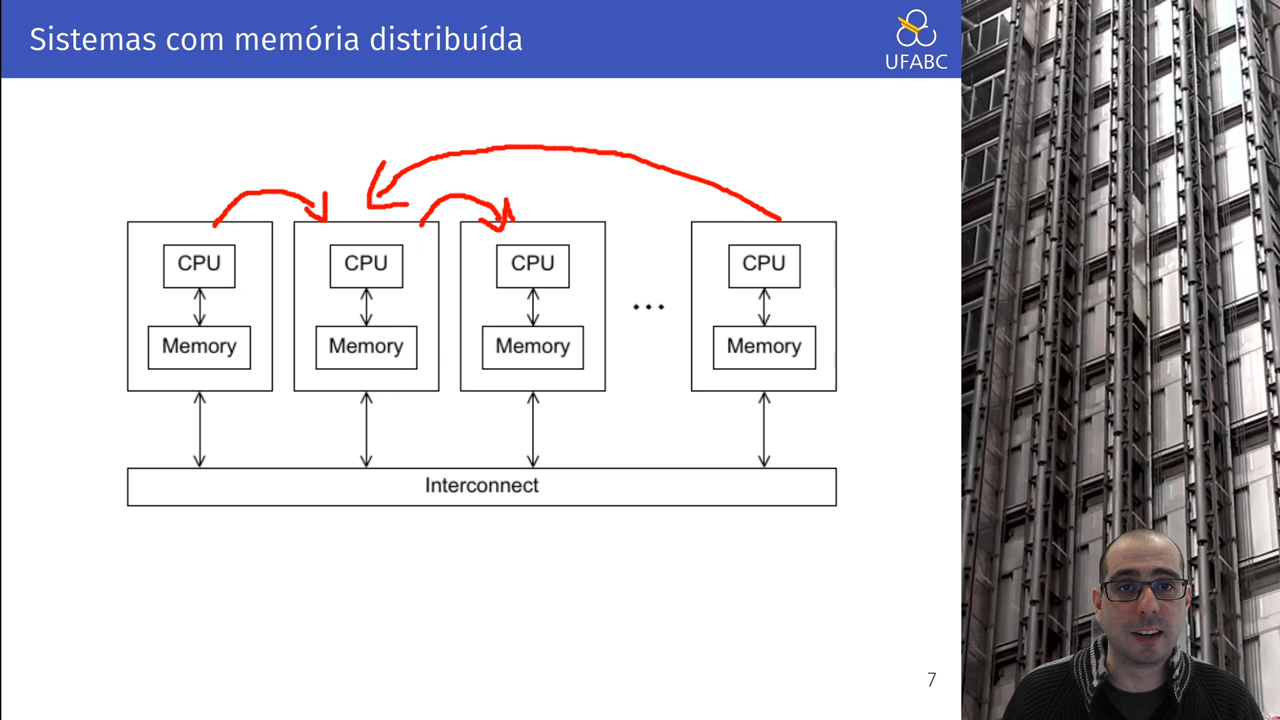 Sistemas com memória distribuída
UFABC
CPU CPU CPU CPU
...
Memory Memory Memory Memory
Interconnect
7